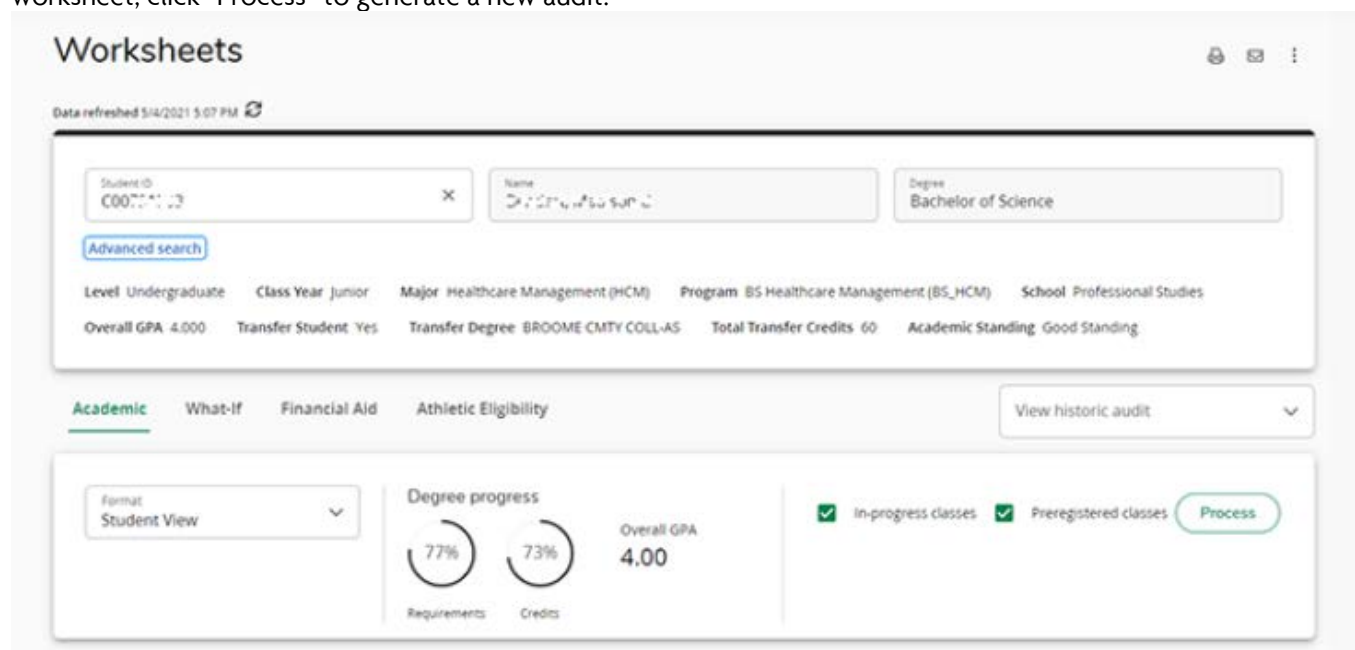 worksheet, click "Process" to generate a new audit.
Worksheets
Data refreshed 5/4/2021 5:07 PM
Student ID
Name
Degree
Bachelor of Science
Advanced search
Level Undergraduate Class Year Junior Major Healthcare Management (HCM) Program BS Healthcare Management (BS_HCM) School Professional Studies
Overall GPA 4.000 Transfer Student Yes Transfer Degree BROOME CMTY COLL-AS Total Transfer Credits 60 Academic Standing Good Standing
Academic What-If Financial Aid Athletic Eligibility View historic audit
Format
Student View
Degree progress
77% 73%
Requirements Credits
Overall GPA
4.00
In-progress classes Preregistered classes Process